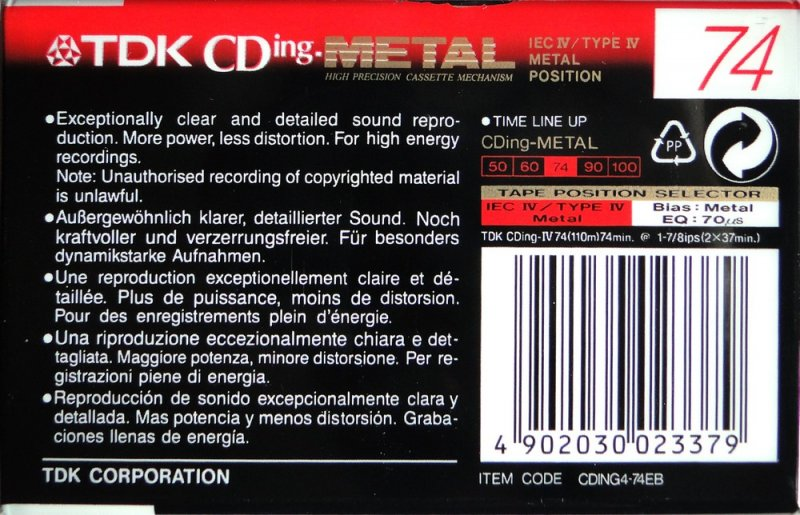 TDK CDing-METAL
HIGH PRECISION CASSETTE MECHANISM
IEC IV/TYPE IV
METAL
POSITION
74
•Exceptionally clear and detailed sound repro-
duction. More power, less distortion. For high energy
recordings.
Note: Unauthorised recording of copyrighted material
is unlawful.
•Außergewöhnlich klarer, detaillierter Sound. Noch
kraftvoller und verzerrungsfreier. Für besonders
dynamikstarke Aufnahmen.
•Une reproduction exceptionellement claire et dé-
taillée. Plus de puissance, moins de distorsion.
Pour des enregistrements plein d'énergie.
•Una riproduzione eccezionalmente chiara e det-
tagliata. Maggiore potenza, minore distorsione. Per re-
gistrazioni piene di energia.
•Reproducción de sonido excepcionalmente clara y
detallada. Mas potencia y menos distorsión. Graba-
ciones llenas de energía.
TDK CORPORATION
•TIME LINE UP
CDing-METAL
50 60 74 90 100
PP
TAPE POSITION SELECTOR
IEC IV/TYPE IV
Metal
Bias: Metal
EQ: 70μs
TDK CDing-IV 74(110m)74min. @ 1-7/8ips(2×37min.)
4 902030 023379
ITEM CODE CDING4-74EB